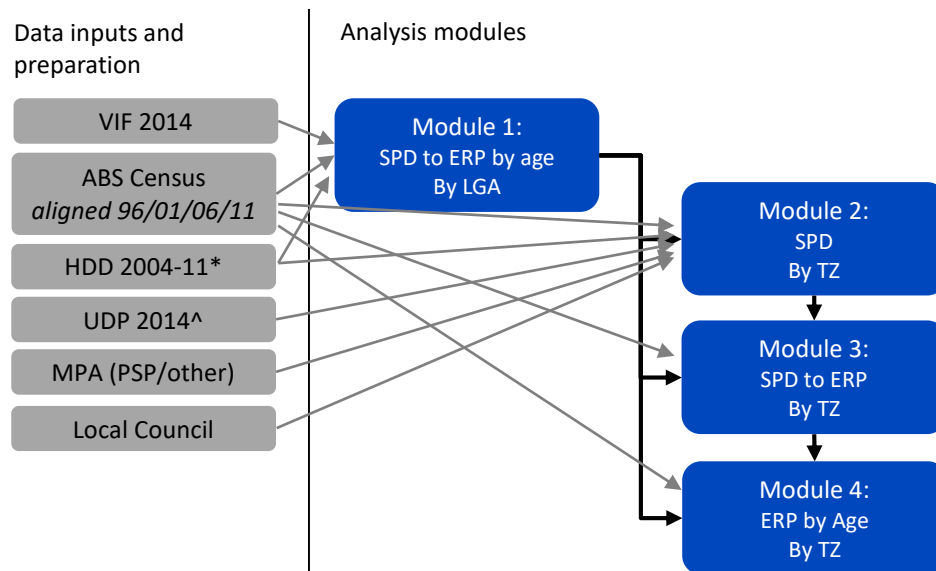 Data inputs and
preparation
Analysis modules
VIF 2014
ABS Census
aligned 96/01/06/11
HDD 2004-11*
UDP 2014^
MPA (PSP/other)
Local Council
Module 1:
SPD to ERP by age
By LGA
Module 2:
SPD
By TZ
Module 3:
SPD to ERP
By TZ
Module 4:
ERP by Age
By TZ